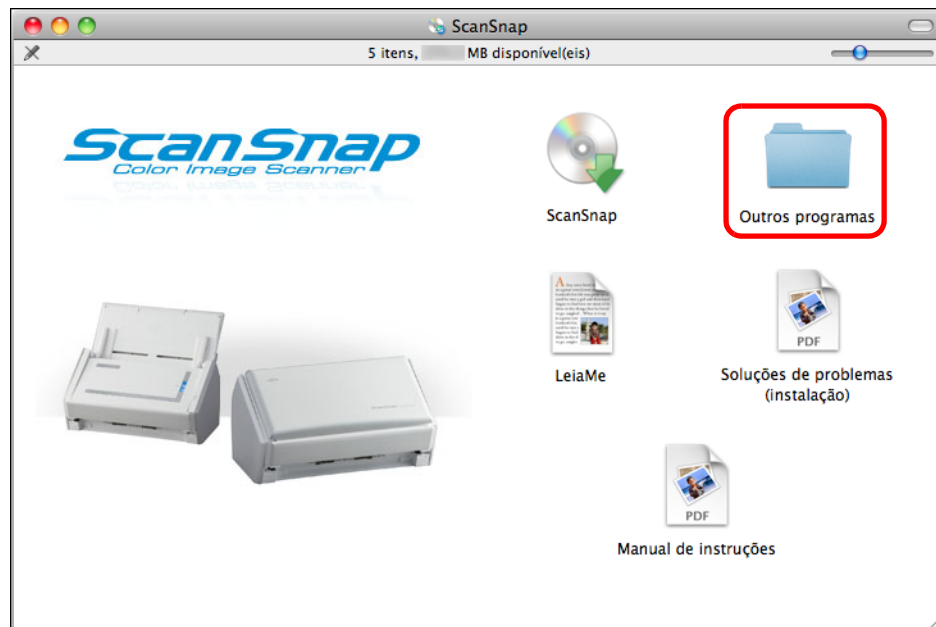 ScanSnap
5 itens, MB disponível(eis)
ScanSnap
Color Image Scanner
ScanSnap
Outros programas
LeiaMe
PDF
Soluções de problemas
(instalação)
PDF
Manual de instruções